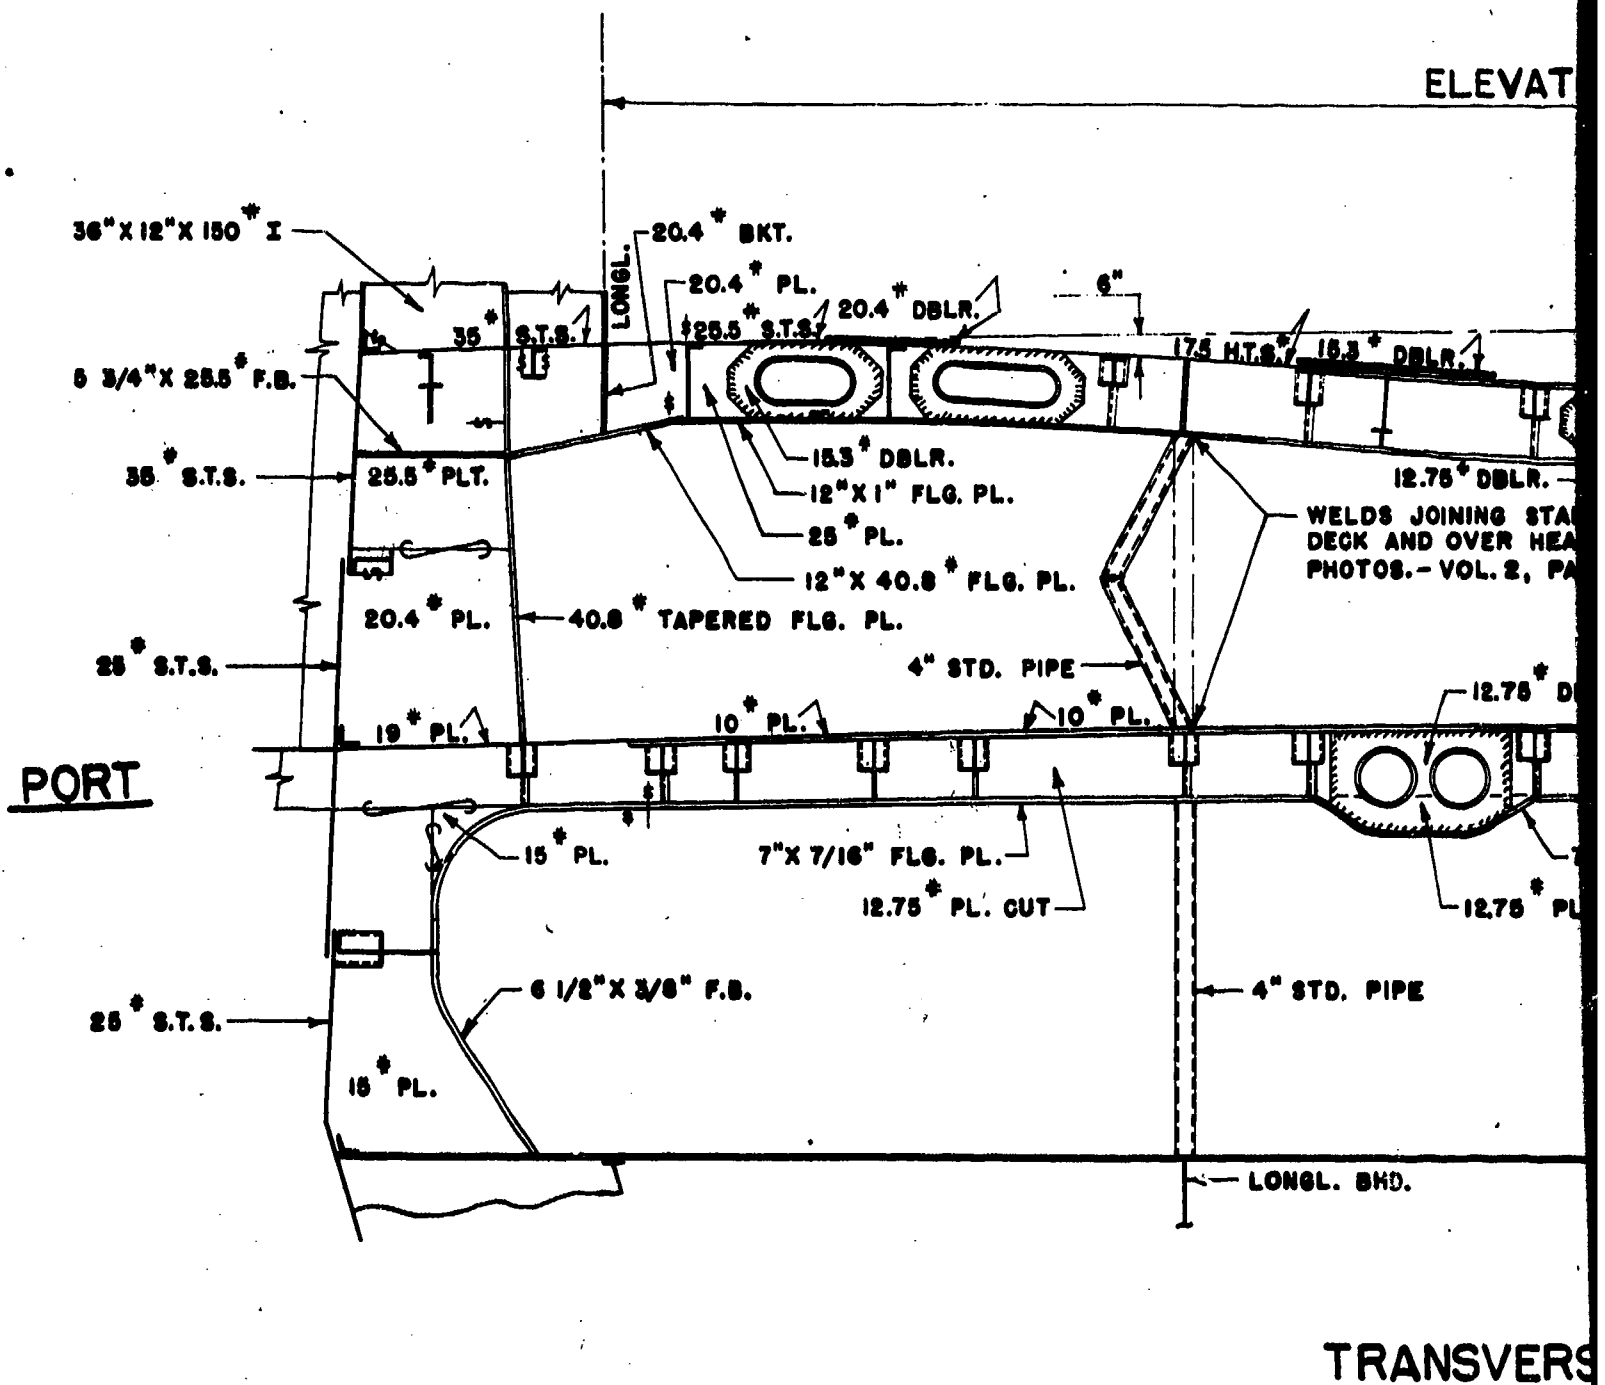 ELEVAT
36" X 12" X 150 # I
20.4 # BKT.
LONGL.
20.4 # PL.
6"
20.4 # DBLR.
35 # S.T.S.
25.5 # S.T.S.
17.5 H.T.S. #
15.3 # DBLR.
5 3/4" X 25.5 # F.B.
35 # S.T.S.
25.5 # PLT.
15.3 # DBLR.
12" X 1" FLG. PL.
25 # PL.
12" X 40.8 # FLG. PL.
12.75 # DBLR.
WELDS JOINING STA
DECK AND OVER HEA
PHOTOS.- VOL. 2, PA
20.4 # PL.
40.8 # TAPERED FLG. PL.
25 # S.T.S.
4" STD. PIPE
12.75 # D
19 # PL.
10 # PL.
10 # PL.
PORT
15 # PL.
7" X 7/16" FLG. PL.
12.75 # PL. CUT
12.75 # PL
6 1/2" X 3/8" F.B.
4" STD. PIPE
25 # S.T.S.
15 # PL.
LONGL. BHD.
TRANSVERS